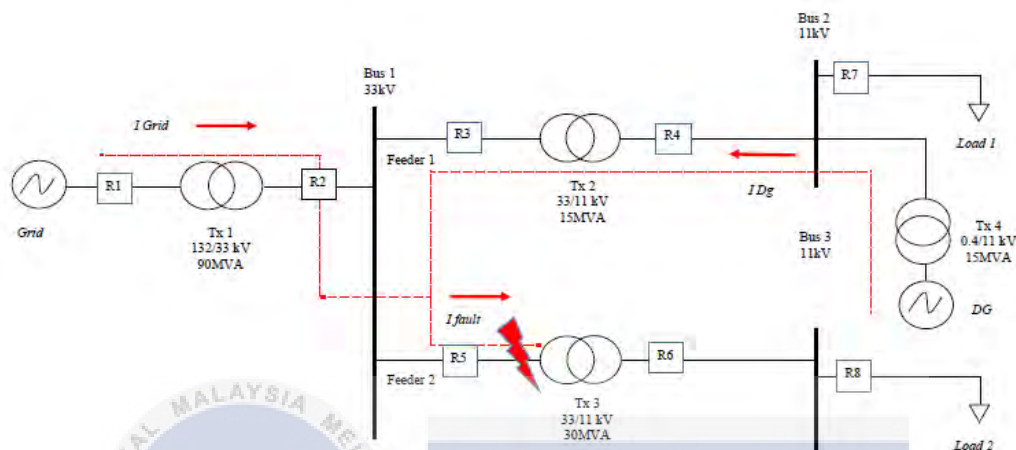 Bus 2
11kV
R7
Load 1
Bus 1
33kV
I Grid
R3
R4
Feeder 1
R1
R2
Grid
Tx 1
132/33 kV
90MVA
Tx 2
33/11 kV
15MVA
I Dg
Bus 3
11kV
Tx 4
0.4/11 kV
15MVA
DG
I fault
R5
R6
Feeder 2
R8
Tx 3
33/11 kV
30MVA
Load 2
AL MALAYSIA ME